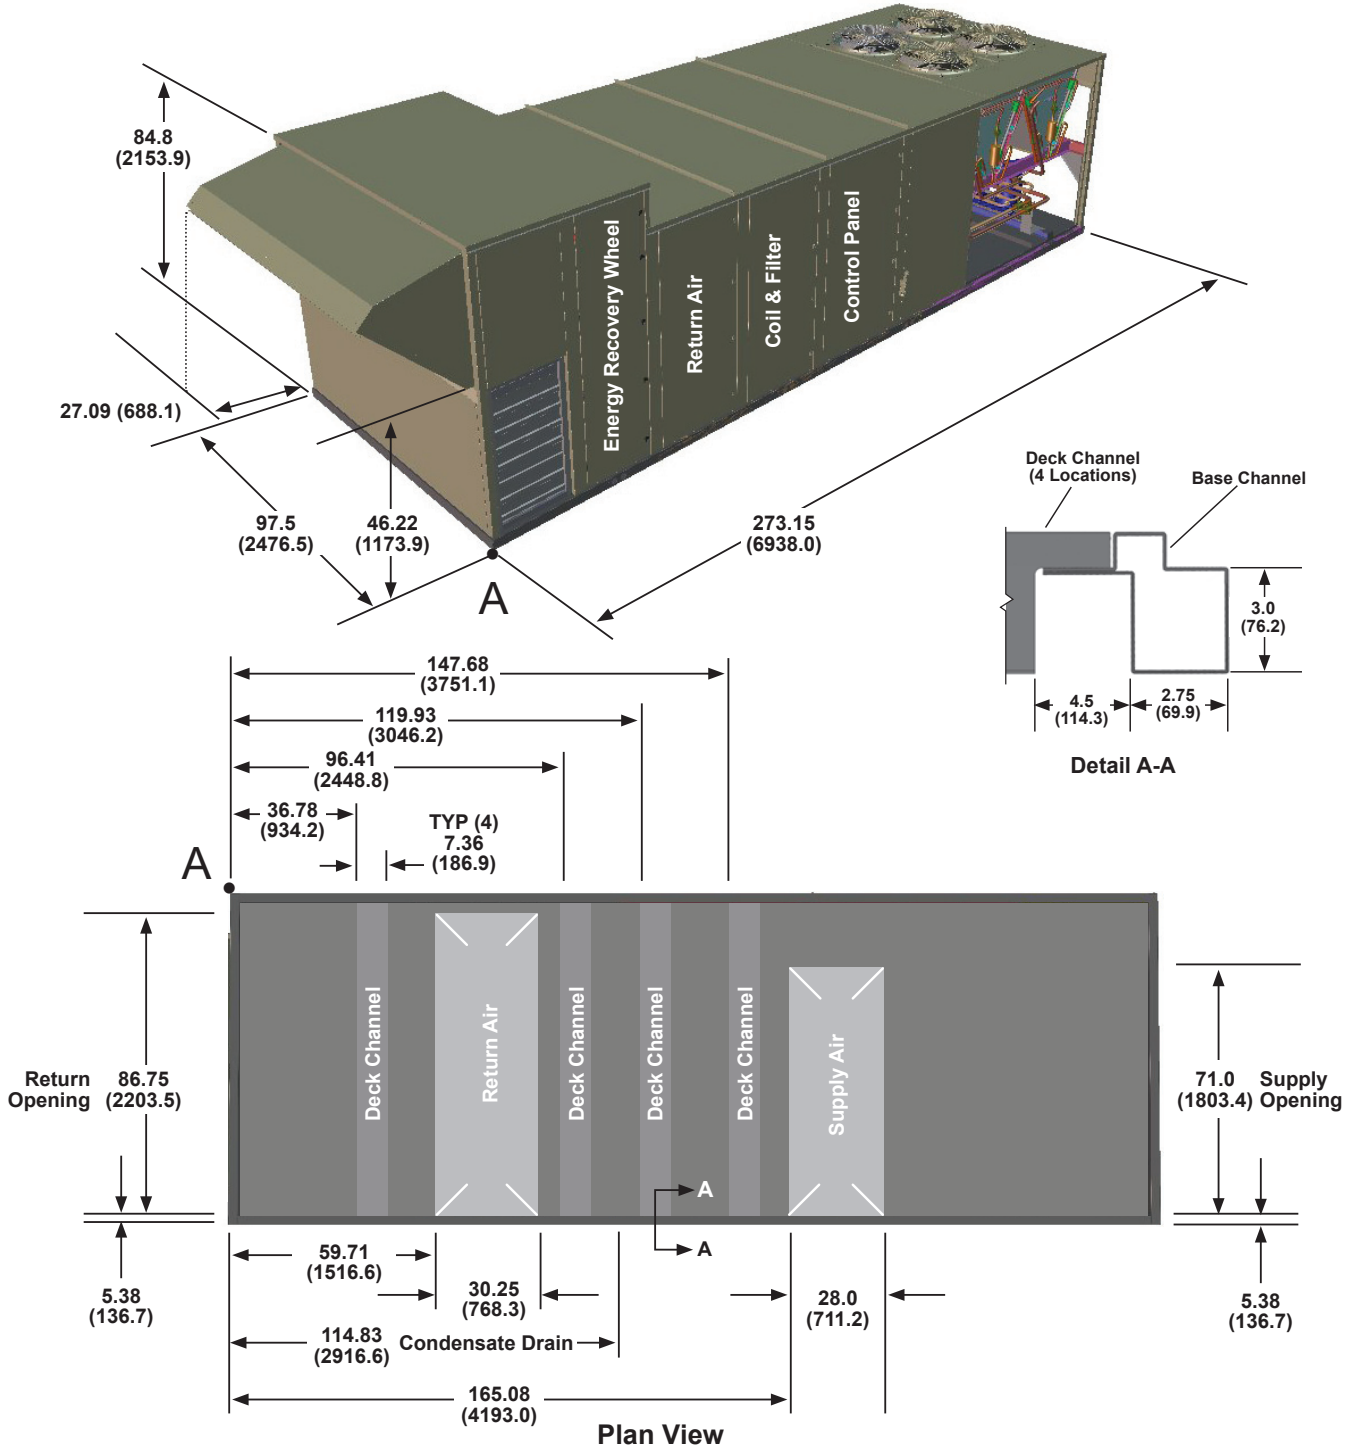 84.8
(2153.9)
27.09 (688.1)
97.5
(2476.5)
46.22
(1173.9)
A
273.15
(6938.0)
Energy Recovery Wheel
Return Air
Coil & Filter
Control Panel
Deck Channel
(4 Locations)
Base Channel
3.0
(76.2)
4.5
(114.3)
2.75
(69.9)
Detail A-A
147.68
(3751.1)
119.93
(3046.2)
96.41
(2448.8)
36.78
(934.2)
TYP (4)
7.36
(186.9)
A
Deck Channel
Return Air
Deck Channel
Deck Channel
Deck Channel
Supply Air
Return
Opening
86.75
(2203.5)
71.0
(1803.4)
Supply
Opening
A
A
5.38
(136.7)
59.71
(1516.6)
30.25
(768.3)
28.0
(711.2)
5.38
(136.7)
114.83
(2916.6)
Condensate Drain
165.08
(4193.0)
Plan View